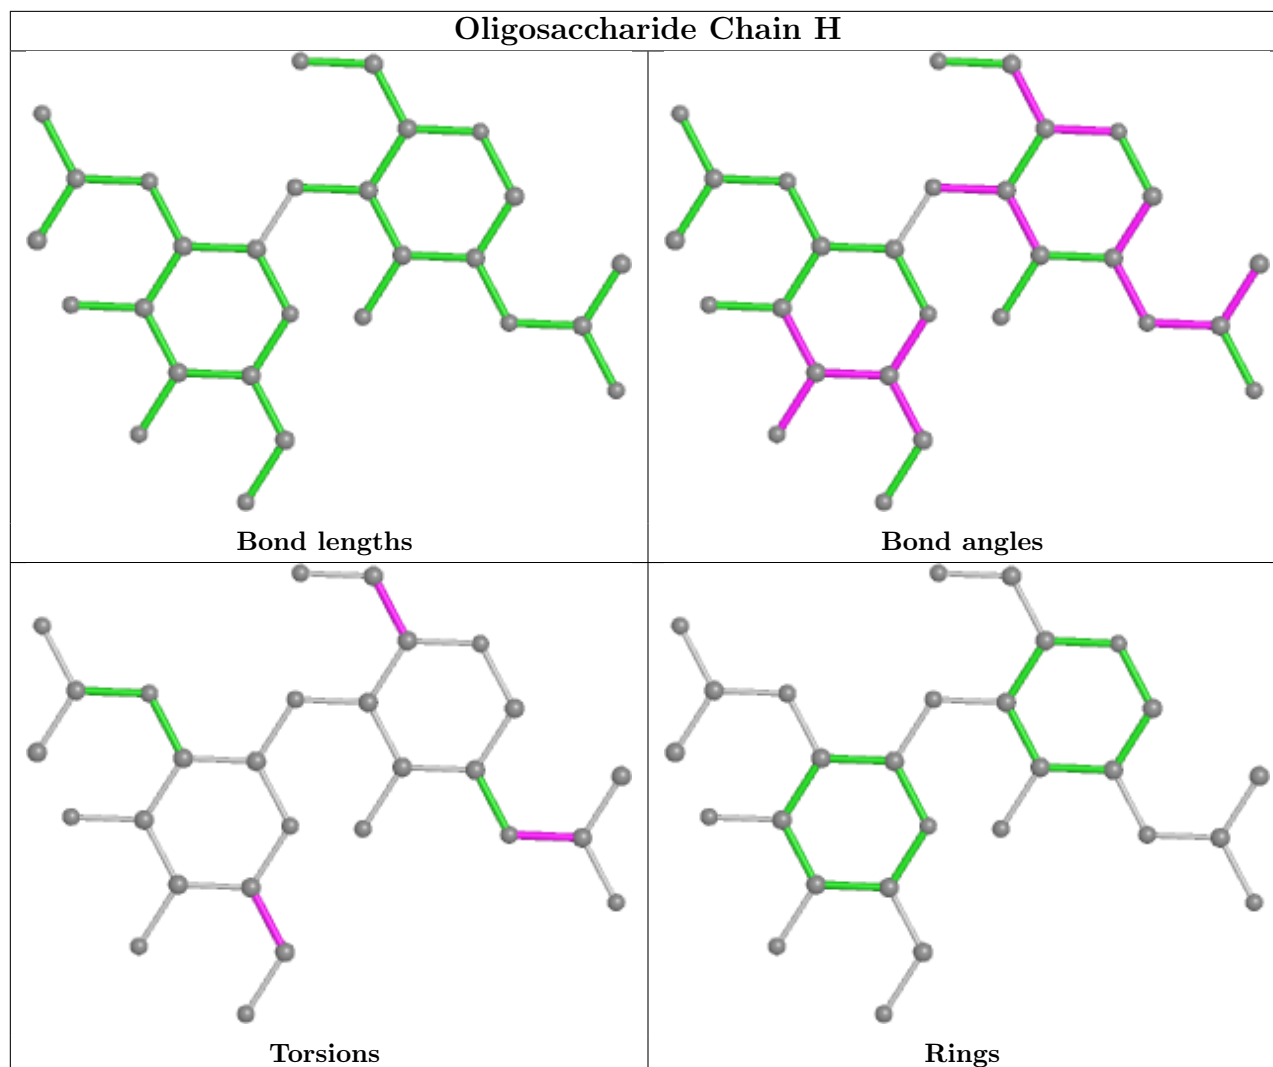 Oligosaccharide Chain H
Bond lengths
Bond angles
Torsions
Rings